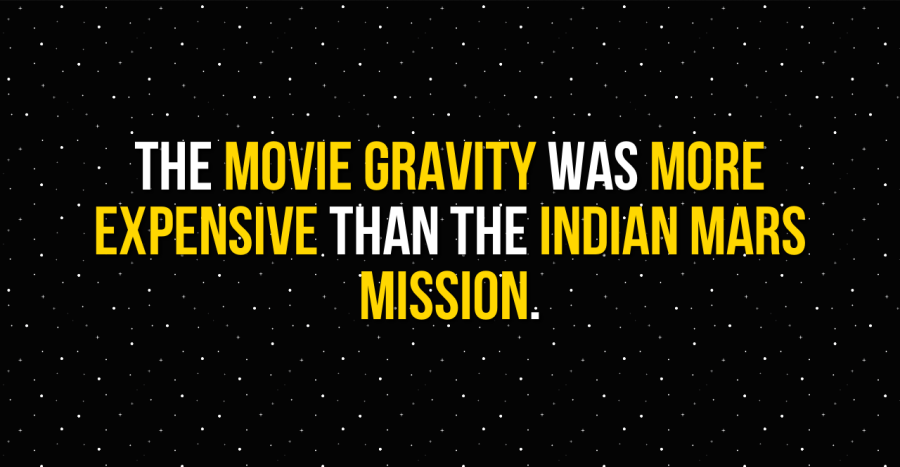 THE MOVIE GRAVITY WAS MORE
EXPENSIVE THAN THE INDIAN MARS
MISSION.